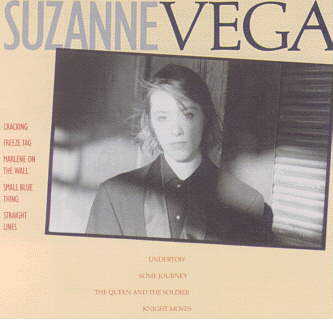 SUZANNE VEGA
CRACKING
FREEZE TAG
MARLENE ON
THE WALL
SMALL BLUE
THING
STRAIGHT
LINES
UNDERTOW
SOME JOURNEY
THE QUEEN AND THE SOLDIER
KNIGHT MOVES